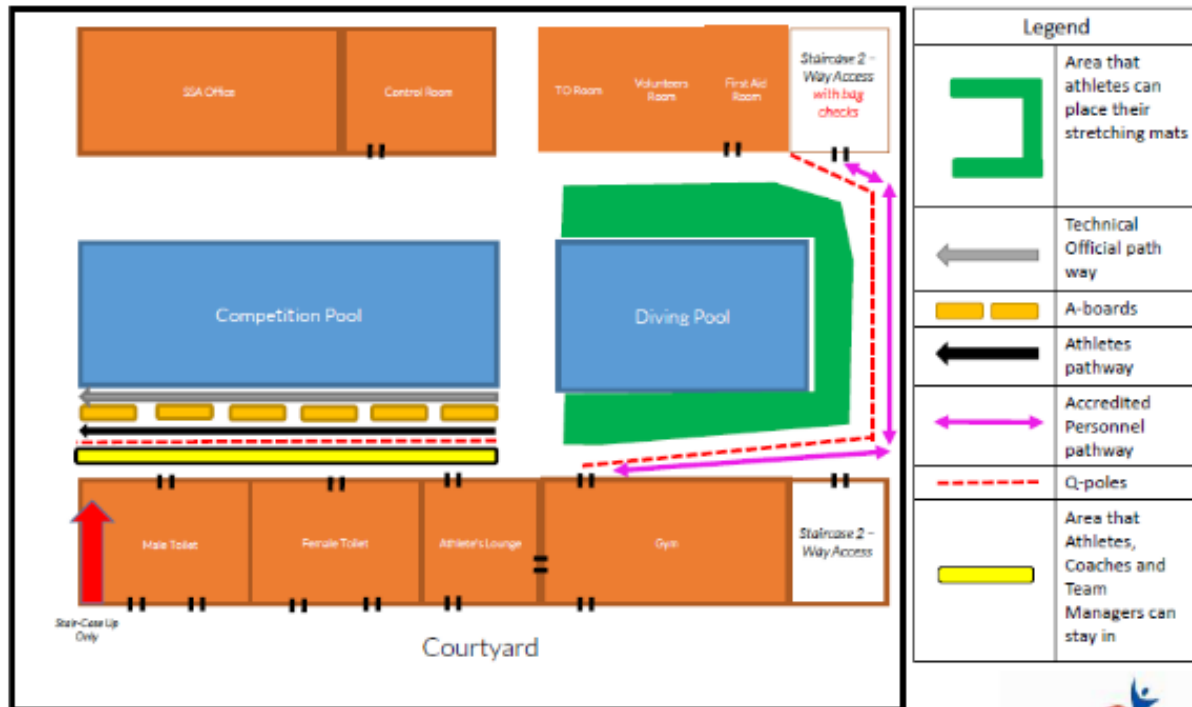 SSA Office
Control Room
TO Room
Volunteers
Room
First Aid
Room
Staircase 2 –
Way Access
with bag
checks
Competition Pool
Diving Pool
Male Toilet
Female Toilet
Athlete's Lounge
Gym
Staircase 2 –
Way Access
Stair-Case Up
Only
Courtyard
Legend
Area that
athletes can
place their
stretching mats
Technical
Official path
way
A-boards
Athletes
pathway
Accredited
Personnel
pathway
Q-poles
Area that
Athletes,
Coaches and
Team
Managers can
stay in